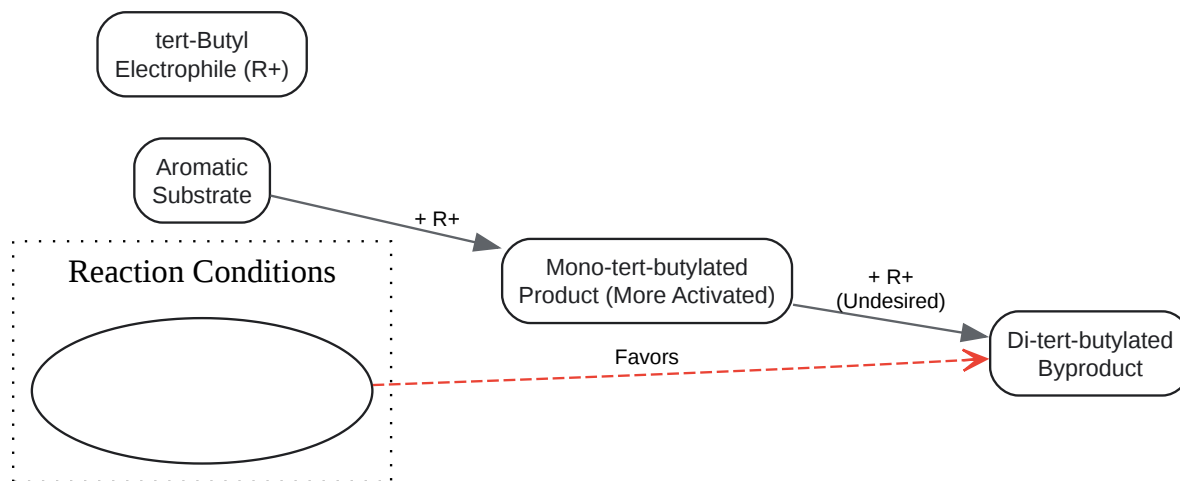 tert-Butyl
Electrophile (R+)
Aromatic
Substrate
+ R+
Reaction Conditions
Mono-tert-butylated
Product (More Activated)
+ R+
(Undesired)
Di-tert-butylated
Byproduct
Favors